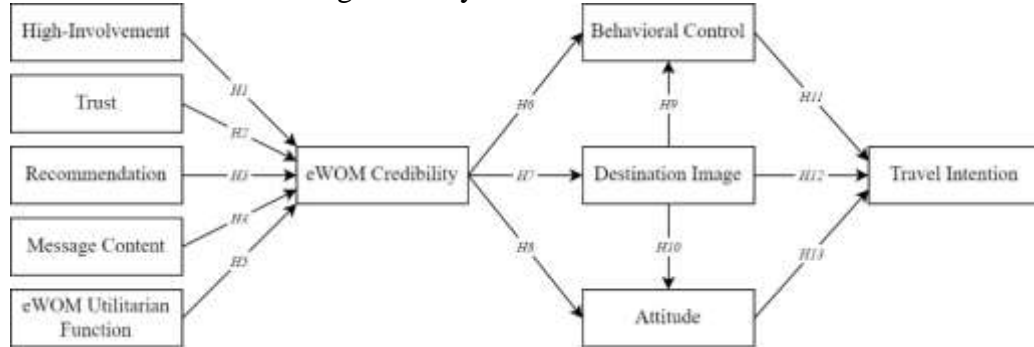 High-Involvement
Trust
Recommendation
Message Content
eWOM Utilitarian
Function
H1
H2
H3
H4
H5
eWOM Credibility
H6
H7
H8
Behavioral Control
H9
Destination Image
H10
Attitude
H11
H12
H13
Travel Intention